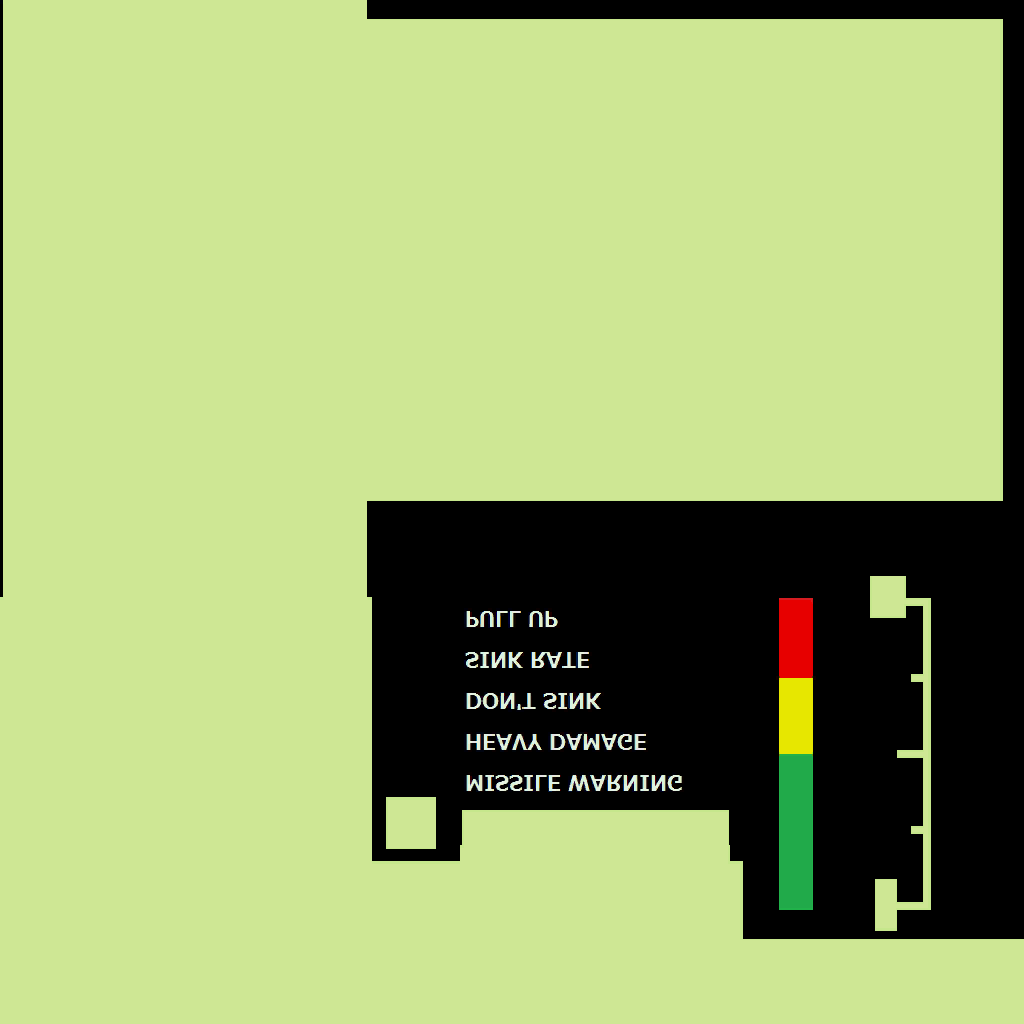 PULL UP
SINK RATE
DON'T SINK
HEAVY DAMAGE
MISSILE WARNING